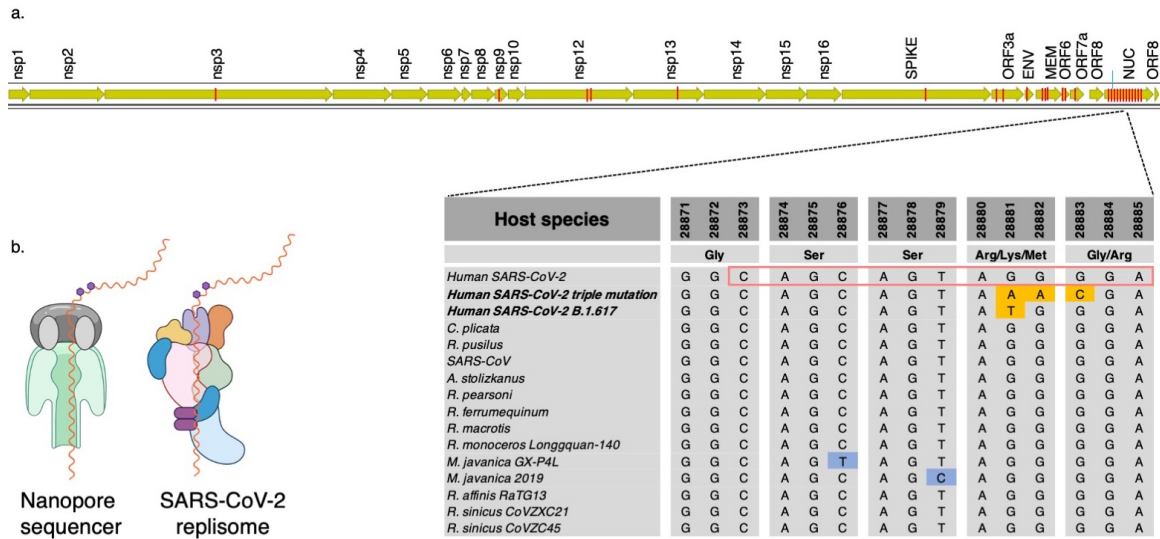 a.
nsp1 nsp2 nsp3 nsp4 nsp5 nsp6 nsp7 nsp8 nsp9 nsp10 nsp12 nsp13 nsp14 nsp15 nsp16 SPIKE ORF3a ENV MEM ORF6 ORF7a ORF8 NUC ORF8
Host species 28871 28872 28873 28874 28875 28876 28877 28878 28879 28880 28881 28882 28883 28884 28885
Gly Ser Ser Arg/Lys/Met Gly/Arg
Human SARS-CoV-2 G G C A G C A G T A G G G G A
Human SARS-CoV-2 triple mutation G G C A G C A G T A A A C G A
Human SARS-CoV-2 B.1.617 G G C A G C A G T A T G G G A
C. plicata G G C A G C A G T A G G G G A
R. pusilus G G C A G C A G T A G G G G A
SARS-CoV G G C A G C A G T A G G G G A
A. stolizkanus G G C A G C A G T A G G G G A
R. pearsoni G G C A G C A G T A G G G G A
R. ferrumequinum G G C A G C A G T A G G G G A
R. macrotis G G C A G C A G T A G G G G A
R. monoceros Longgquan-140 G G C A G C A G T A G G G G A
M. javanica GX-P4L G G C A G T A G T A G G G G A
M. javanica 2019 G G C A G C A G C A G G G G A
R. affinis RaTG13 G G C A G C A G T A G G G G A
R. sinicus CoVZXC21 G G C A G C A G T A G G G G A
R. sinicus CoVZC45 G G C A G C A G T A G G G G A
b.
Nanopore
sequencer
SARS-CoV-2
replisome